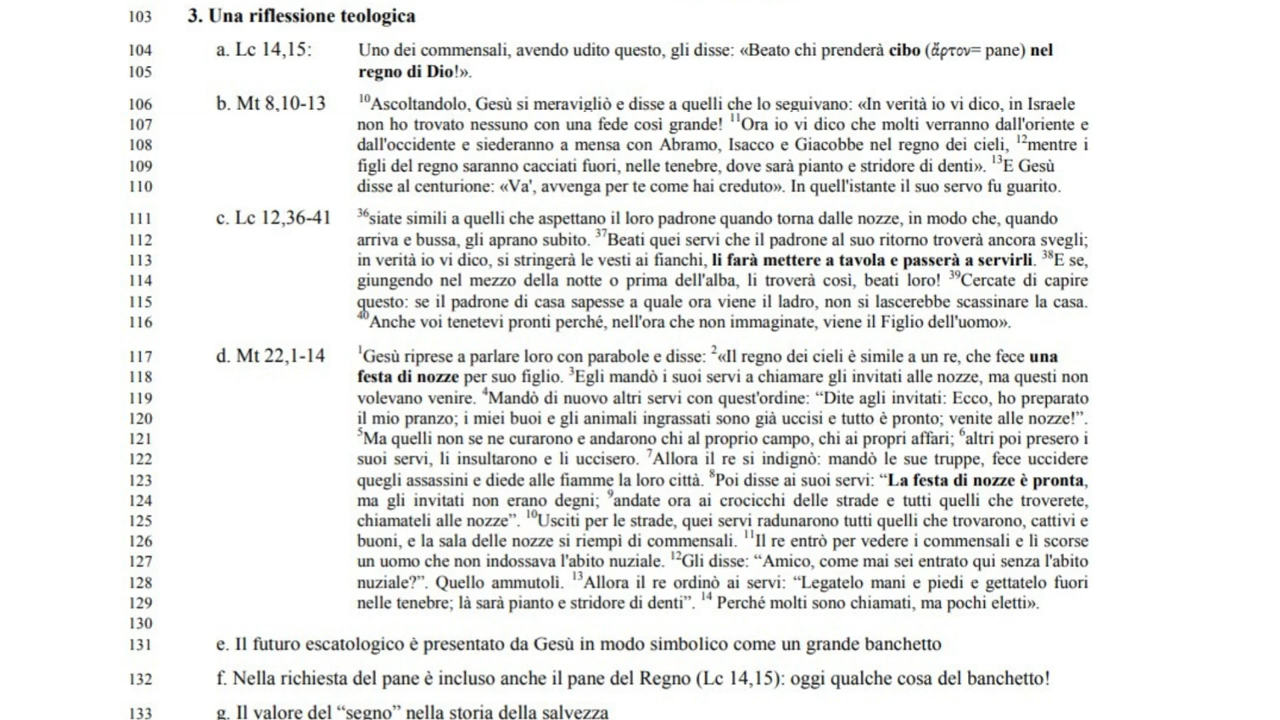 103 3. Una riflessione teologica
104 a. Lc 14,15: Uno dei commensali, avendo udito questo, gli disse: «Beato chi prenderà cibo (ἄρτον= pane) nel
105 regno di Dio!».
106 b. Mt 8,10-13 10Ascoltandolo, Gesù si meravigliò e disse a quelli che lo seguivano: «In verità io vi dico, in Israele
107 non ho trovato nessuno con una fede così grande! 11Ora io vi dico che molti verranno dall'oriente e
108 dall'occidente e siederanno a mensa con Abramo, Isacco e Giacobbe nel regno dei cieli, 12mentre i
109 figli del regno saranno cacciati fuori, nelle tenebre, dove sarà pianto e stridore di denti». 13E Gesù
110 disse al centurione: «Va', avvenga per te come hai creduto». In quell'istante il suo servo fu guarito.
111 c. Lc 12,36-41 36siate simili a quelli che aspettano il loro padrone quando torna dalle nozze, in modo che, quando
112 arriva e bussa, gli aprano subito. 37Beati quei servi che il padrone al suo ritorno troverà ancora svegli;
113 in verità io vi dico, si stringerà le vesti ai fianchi, li farà mettere a tavola e passerà a servirli. 38E se,
114 giungendo nel mezzo della notte o prima dell'alba, li troverà così, beati loro! 39Cercate di capire
115 questo: se il padrone di casa sapesse a quale ora viene il ladro, non si lascerebbe scassinare la casa.
116 40Anche voi tenetevi pronti perché, nell'ora che non immaginate, viene il Figlio dell'uomo».
117 d. Mt 22,1-14 1Gesù riprese a parlare loro con parabole e disse: 2«Il regno dei cieli è simile a un re, che fece una
118 festa di nozze per suo figlio. 3Egli mandò i suoi servi a chiamare gli invitati alle nozze, ma questi non
119 volevano venire. 4Mandò di nuovo altri servi con quest'ordine: “Dite agli invitati: Ecco, ho preparato
120 il mio pranzo; i miei buoi e gli animali ingrassati sono già uccisi e tutto è pronto; venite alle nozze!”.
121 5Ma quelli non se ne curarono e andarono chi al proprio campo, chi ai propri affari; 6altri poi presero i
122 suoi servi, li insultarono e li uccisero. 7Allora il re si indignò: mandò le sue truppe, fece uccidere
123 quegli assassini e diede alle fiamme la loro città. 8Poi disse ai suoi servi: “La festa di nozze è pronta,
124 ma gli invitati non erano degni; 9andate ora ai crocicchi delle strade e tutti quelli che troverete,
125 chiamateli alle nozze”. 10Usciti per le strade, quei servi radunarono tutti quelli che trovarono, cattivi e
126 buoni, e la sala delle nozze si riempì di commensali. 11Il re entrò per vedere i commensali e lì scorse
127 un uomo che non indossava l'abito nuziale. 12Gli disse: “Amico, come mai sei entrato qui senza l'abito
128 nuziale?”. Quello ammutolì. 13Allora il re ordinò ai servi: “Legatelo mani e piedi e gettatelo fuori
129 nelle tenebre; là sarà pianto e stridore di denti”. 14 Perché molti sono chiamati, ma pochi eletti».
130
131 e. Il futuro escatologico è presentato da Gesù in modo simbolico come un grande banchetto
132 f. Nella richiesta del pane è incluso anche il pane del Regno (Lc 14,15): oggi qualche cosa del banchetto!
133 g. Il valore del “segno” nella storia della salvezza